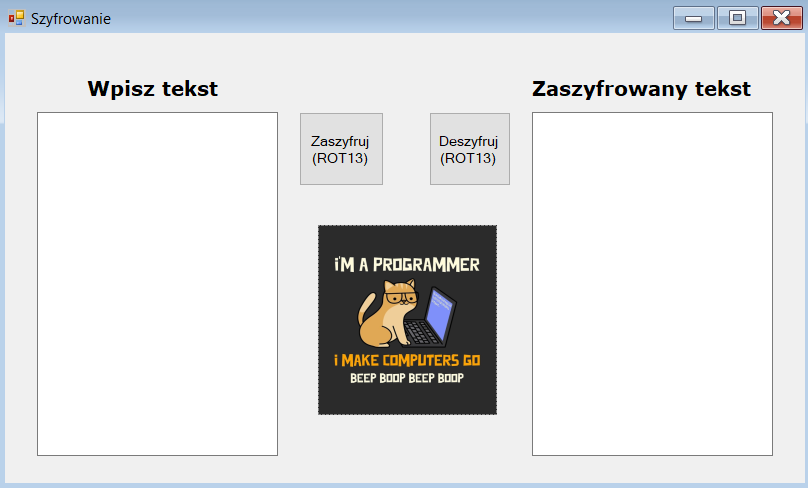 Szyfrowanie
Wpisz tekst
Zaszyfrowany tekst
Zaszyfruj
(ROT13)
Deszyfruj
(ROT13)
I'M A PROGRAMMER
I MAKE COMPUTERS GO
BEEP BOOP BEEP BOOP